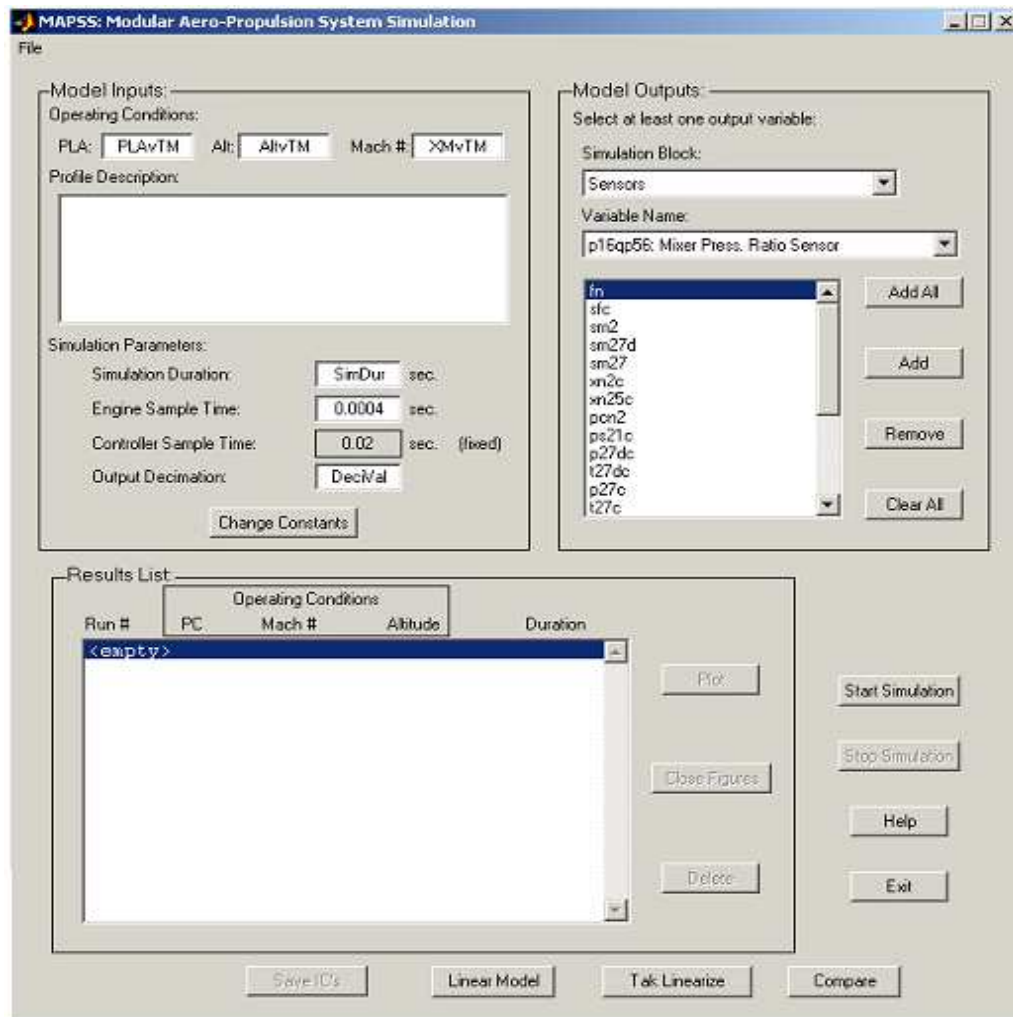 MAPSS: Modular Aero-Propulsion System Simulation
File
Model Inputs:
Operating Conditions:
PLA: PLAvTM Alt: AltvTM Mach #: XMvTM
Profile Description:
Simulation Parameters:
Simulation Duration: SimDur sec.
Engine Sample Time: 0.0004 sec.
Controller Sample Time: 0.02 sec. (fixed)
Output Decimation: DeciVal
Change Constants
Model Outputs:
Select at least one output variable:
Simulation Block:
Sensors
Variable Name:
p16qp56: Mixer Press. Ratio Sensor
fn
sfc
sm2
sm27d
sm27
xn2c
xn25c
pcn2
ps21c
p27dc
t27dc
p27c
t27c
Add All
Add
Remove
Clear All
Results List:
Operating Conditions
Run # PC Mach # Altitude Duration
<empty>
Plot
Close Figures
Delete
Start Simulation
Stop Simulation
Help
Exit
Save IC's
Linear Model
Tak Linearize
Compare